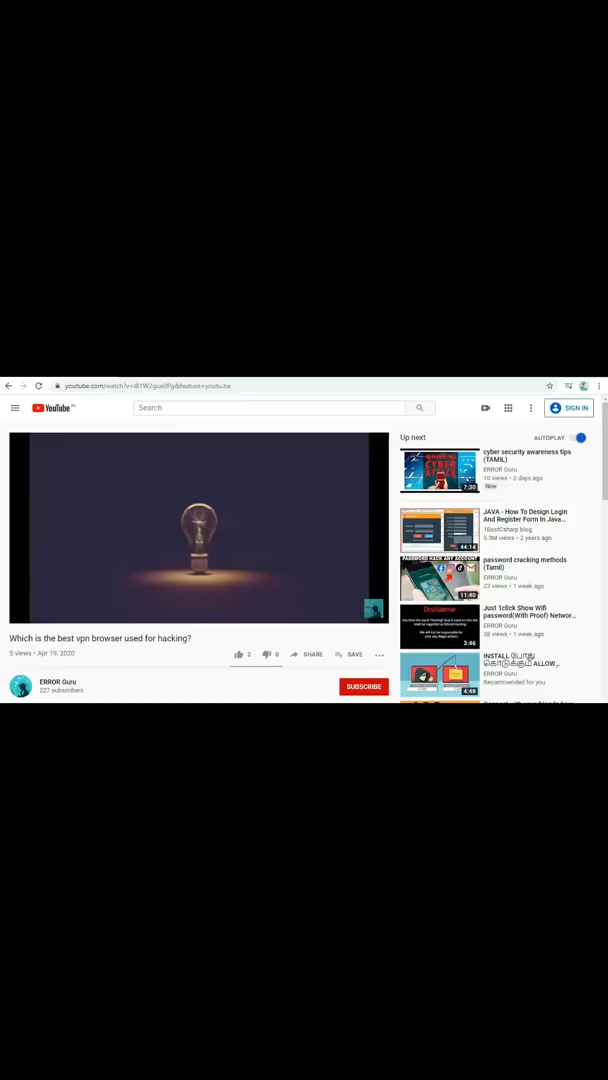 youtube.com/watch?v=
&feature=youtu.be
YouTube
Search
SIGN IN
Up next
AUTOPLAY
cyber security awareness tips
(TAMIL)
ERROR Guru
10 views • 2 days ago
New
7:30
JAVA - How To Design Login
And Register Form In Java...
1BestCsharp blog
5.3M views • 2 years ago
44:14
PASSWORD HACK ANY ACCOUNT
password cracking methods
(Tamil)
ERROR Guru
23 views • 1 week ago
11:40
Disclaimer
Just 1click Show Wifi
password(With Proof) Networ...
ERROR Guru
38 views • 1 week ago
3:46
INSTALL போது
கொடுக்கும் ALLOW...
ERROR Guru
Recommended for you
4:48
Which is the best vpn browser used for hacking?
5 views • Apr 19, 2020
2
0
SHARE
SAVE
ERROR Guru
227 subscribers
SUBSCRIBE